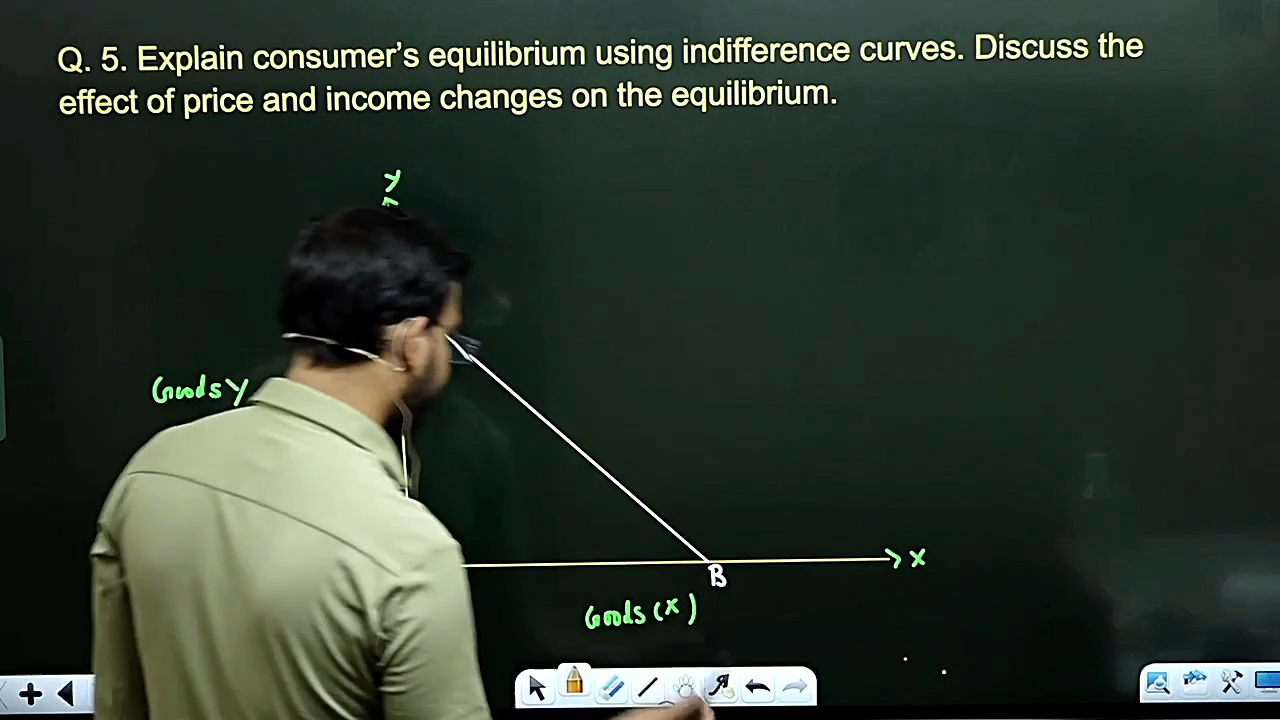 Q. 5. Explain consumer's equilibrium using indifference curves. Discuss the
effect of price and income changes on the equilibrium.
y
Goods y
x
B
Goods (x)